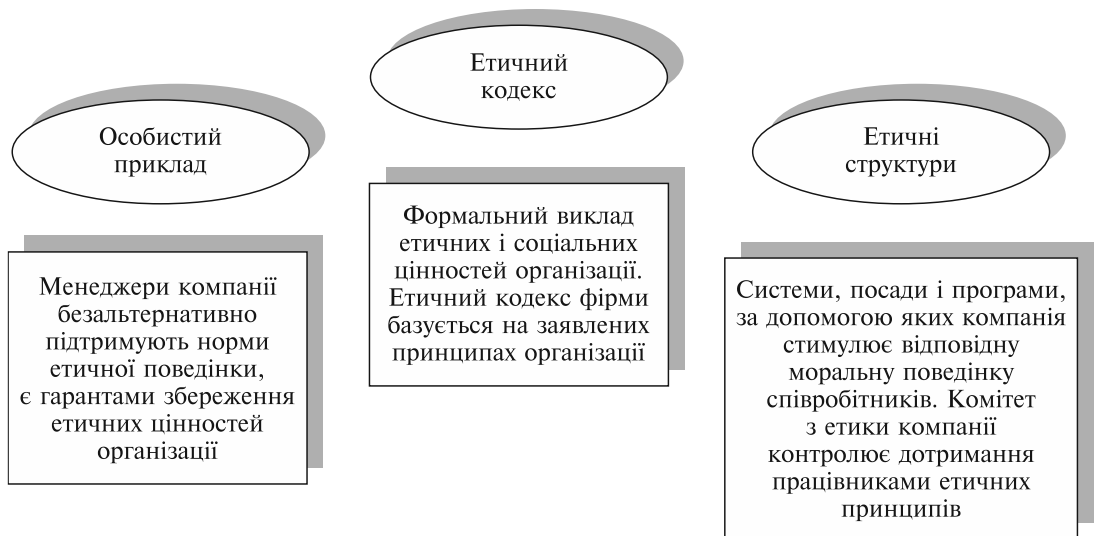 Особистий
приклад
Менеджери компанії
безальтернативно
підтримують норми
етичної поведінки,
є гарантами збереження
етичних цінностей
організації
Етичний
кодекс
Формальний виклад
етичних і соціальних
цінностей організації.
Етичний кодекс фірми
базується на заявлених
принципах організації
Етичні
структури
Системи, посади і програми,
за допомогою яких компанія
стимулює відповідну
моральну поведінку
співробітників. Комітет
з етики компанії
контролює дотримання
працівниками етичних
принципів